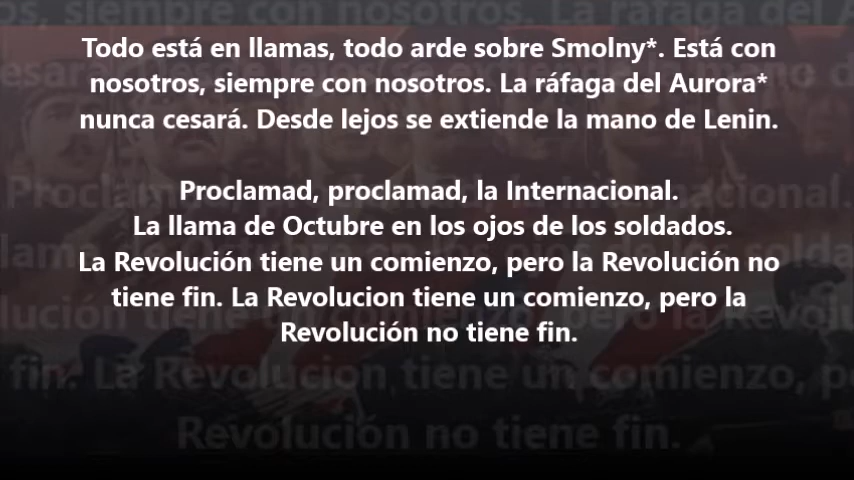 Todo está en llamas, todo arde sobre Smolny*. Está con
nosotros, siempre con nosotros. La ráfaga del Aurora*
nunca cesará. Desde lejos se extiende la mano de Lenin.
Proclamad, proclamad, la Internacional.
La llama de Octubre en los ojos de los soldados.
La Revolución tiene un comienzo, pero la Revolución no
tiene fin. La Revolucion tiene un comienzo, pero la
Revolución no tiene fin.